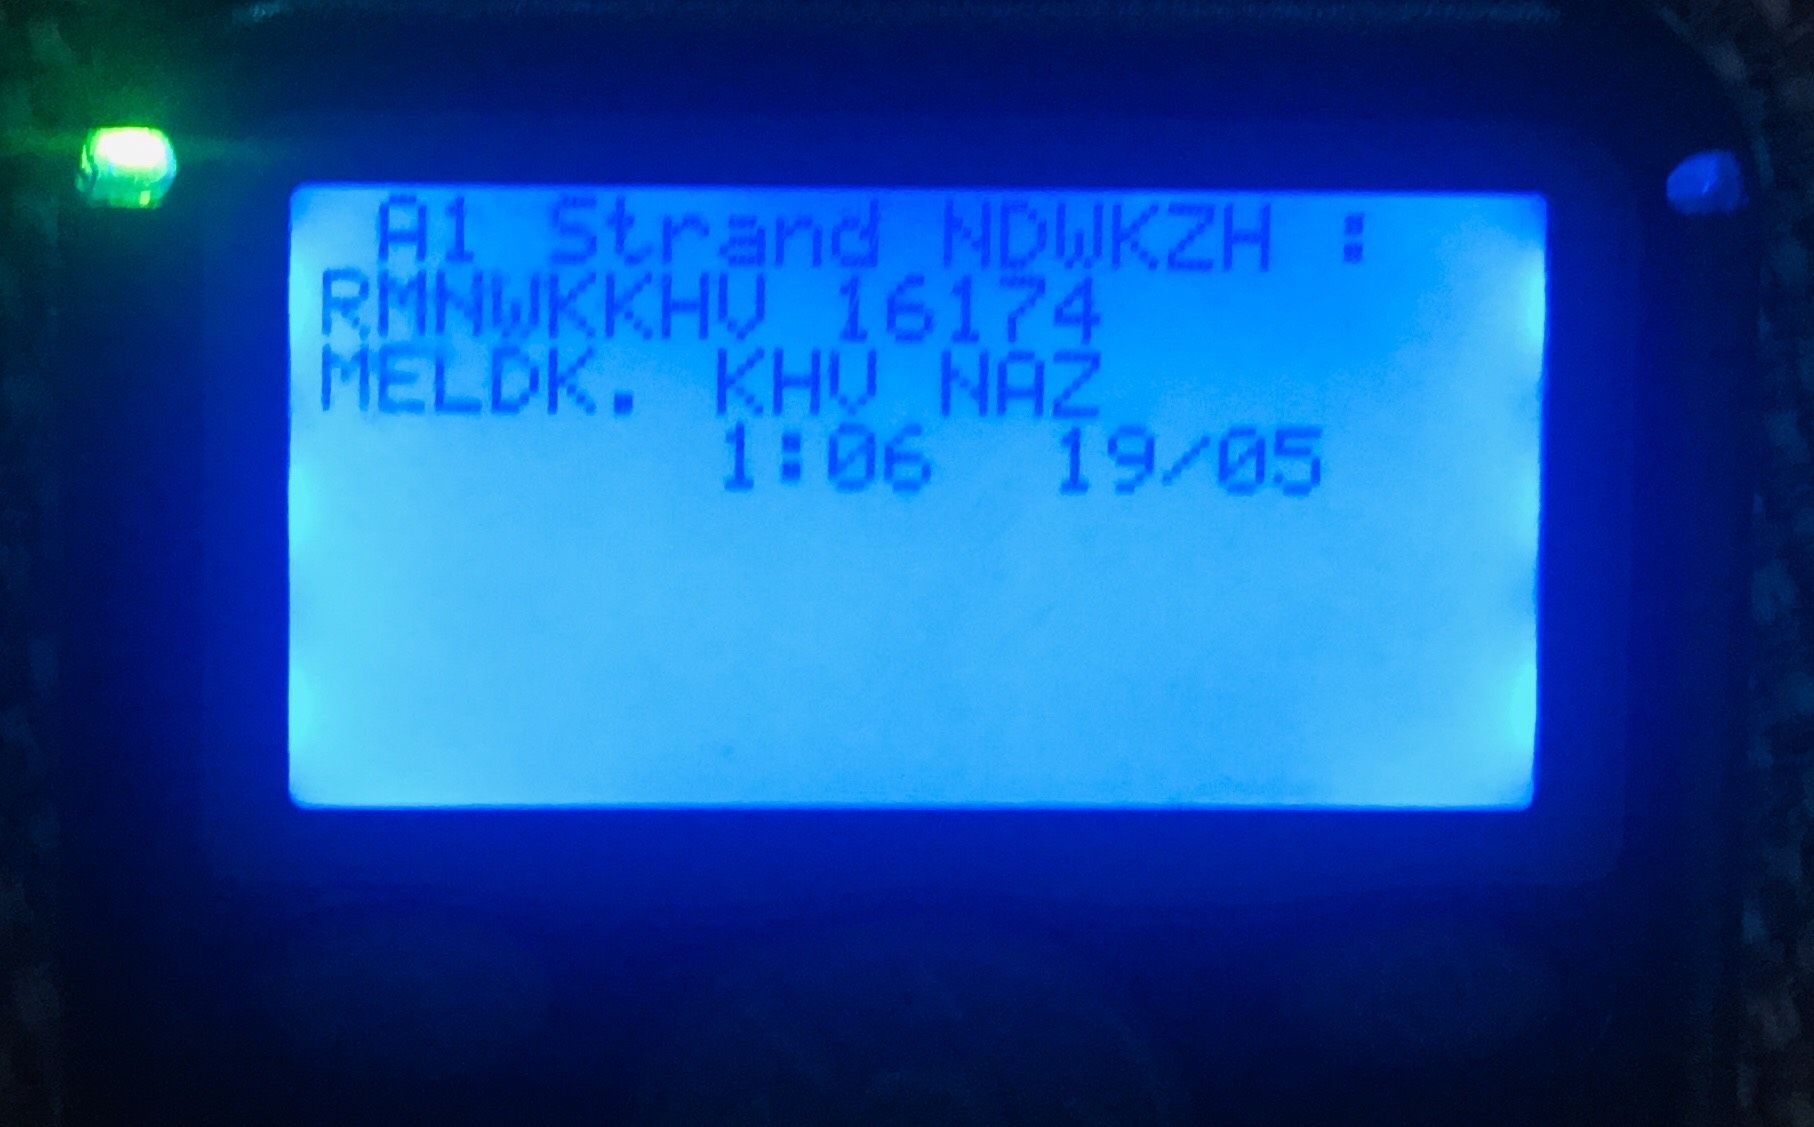 A1 Strand NDWKZH :
RMNWKKHV 16174
MELDK. KHV NAZ
1:06 19/05